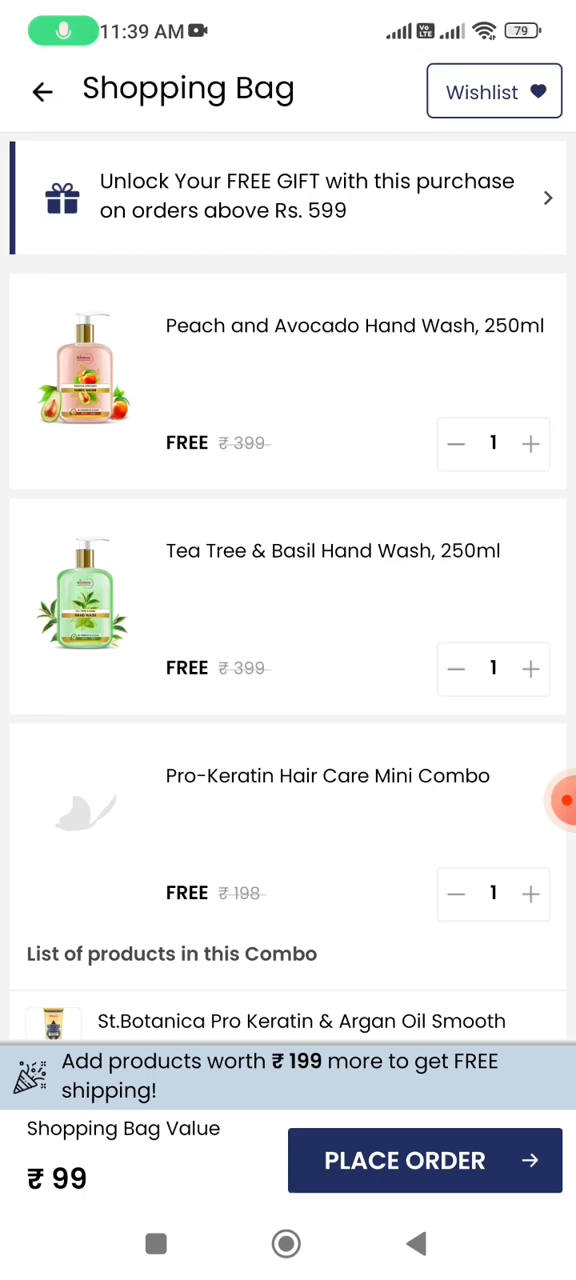 11:39 AM
Vo
LTE
79
Shopping Bag
Wishlist
Unlock Your FREE GIFT with this purchase
on orders above Rs. 599
Peach and Avocado Hand Wash, 250ml
FREE ₹ 399
1
Tea Tree & Basil Hand Wash, 250ml
FREE ₹ 399
1
Pro-Keratin Hair Care Mini Combo
FREE ₹ 198
1
List of products in this Combo
St.Botanica Pro Keratin & Argan Oil Smooth
Add products worth ₹ 199 more to get FREE
shipping!
Shopping Bag Value
₹ 99
PLACE ORDER